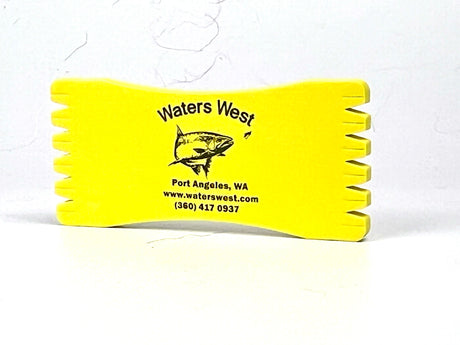 Waters West
Port Angeles, WA
www.waterswest.com
(360) 417 0937